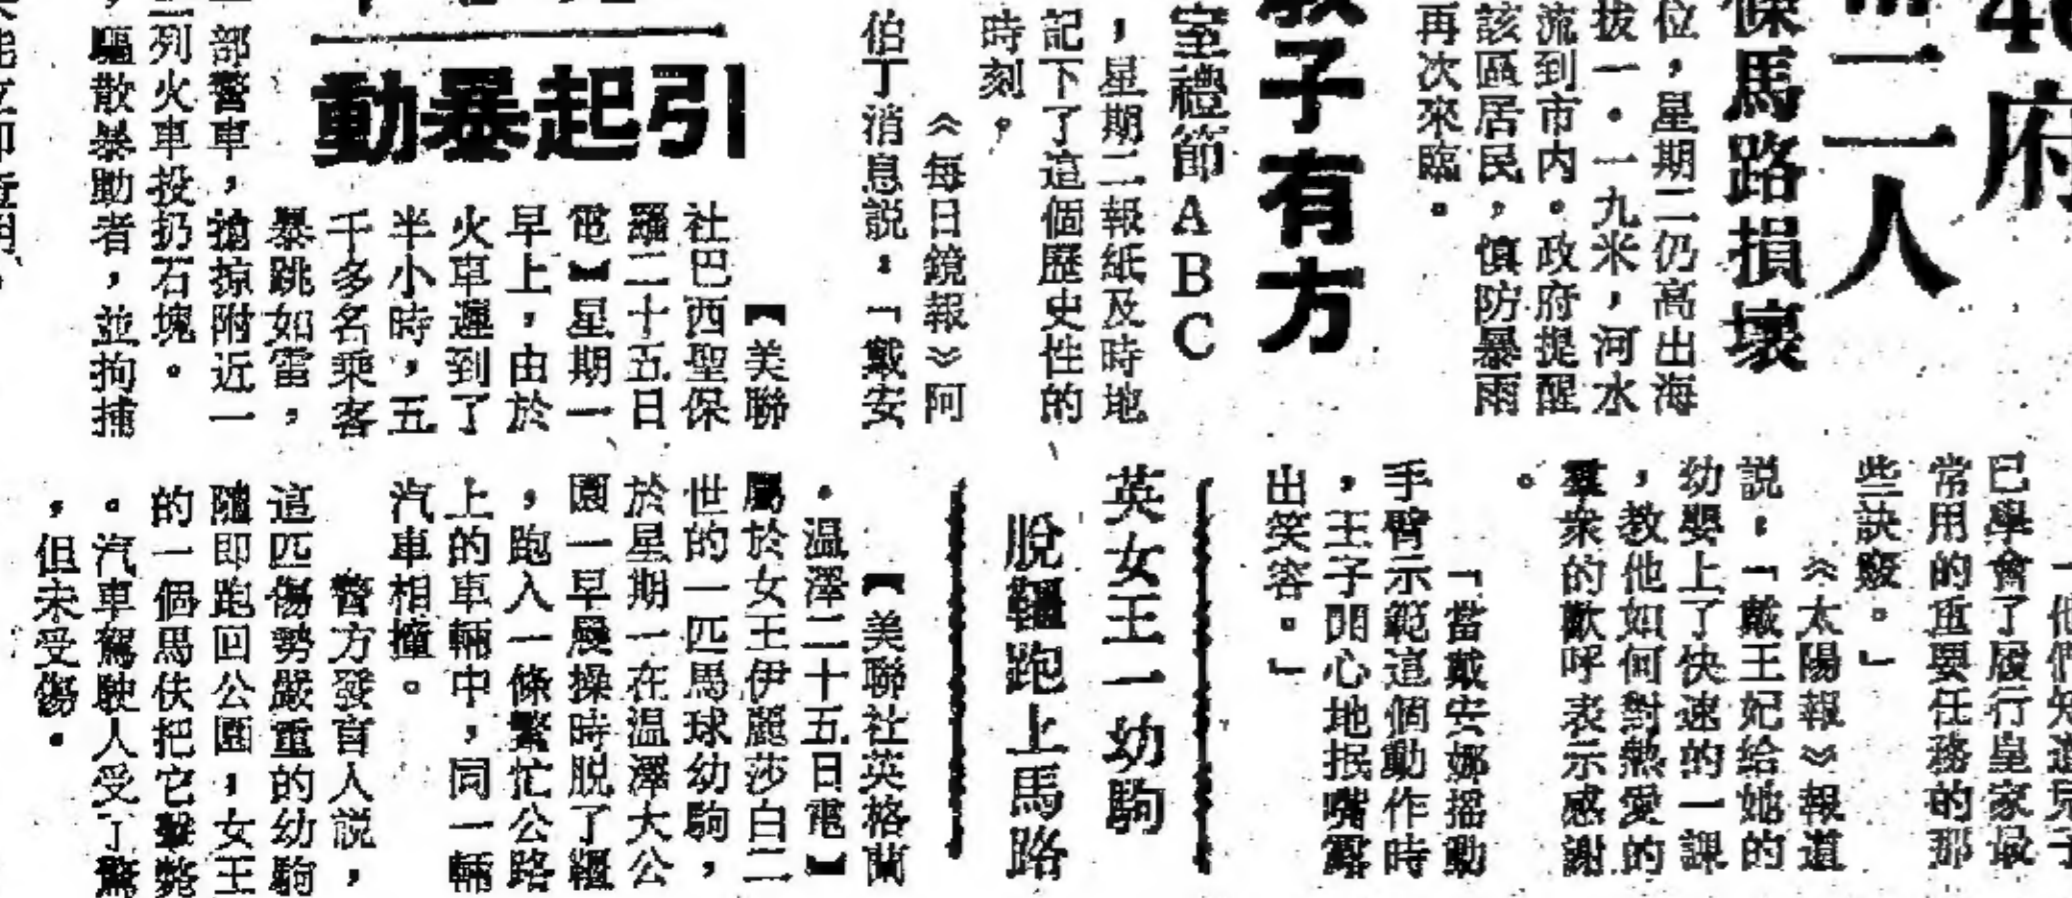 府
二人
條馬路損壞
位，星期二仍高出海
拔一·一九米，河水
流到市內。政府提醒
該區居民，慎防暴雨
再次來臨。
子有方
室禮節ABC
，星期二報紙及時地
記下了這個歷史性的
時刻，
《每日鏡報》阿
伯丁消息説：「戴安
引起暴動
【美聯
社巴西聖保
羅二十五日
電】星期一
早上，由於
火車遲到了
半小時，五
千多名乘客
暴跳如雷，
搶掠附近一
部警車，
列火車投扔石塊。
，驅散暴動者，並拘捕
已學會了履行皇家最
常用的重要任務的那
些訣竅。」
《太陽報》報道
説：「戴王妃給她的
幼嬰上了快速的一課
，教他如何對熱愛的
羣衆的歡呼表示感謝
。
「當戴安娜揺動
手臂示範這個動作時
，王子開心地抿嘴露
出笑容。」
英女王一幼駒
脫韁跑上馬路
【美聯社英格蘭
·温澤二十五日電】
屬於女王伊麗莎白二
世的一匹馬球幼駒，
於星期一在温澤大公
園一早晨操時脱了韁
，跑入一條繁忙公路
上的車輛中，同一輛
汽車相撞。
警方發言人説，
這匹傷勢嚴重的幼駒
隨即跑回公園，女王
的一個馬伕把它擊斃
。汽車駕駛人受了驚
，但未受傷。